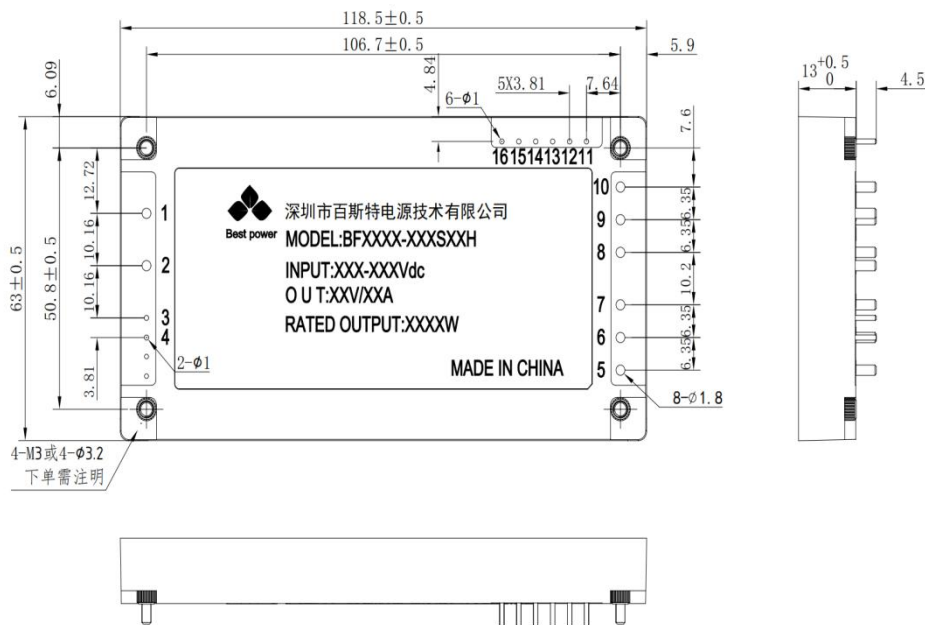 118.5±0.5
106.7±0.5
5.9
6.09
4.84
5X3.81
7.64
6-ϕ1
7.6
13 +0.5 0
4.5
16 15 14 13 12 11
12.72
10
1
深圳市百斯特电源技术有限公司
Best power
MODEL:BFXXXX-XXXSXXH
9
6.35
6.35
63±0.5
50.8±0.5
10.16
2
INPUT:XXX-XXXVdc
8
O U T:XXV/XXA
10.2
10.16
3
RATED OUTPUT:XXXXW
7
4
6
6.35
6.35
3.81
2-ϕ1
MADE IN CHINA
5
8-∅1.8
4-M3或4-ϕ3.2
下单需注明